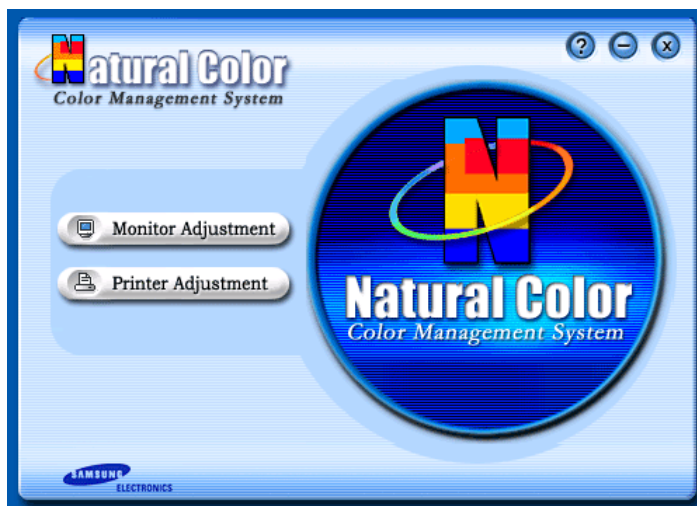 Natural Color
Color Management System
?
x
Monitor Adjustment
Printer Adjustment
N
Natural Color
Color Management System
SAMSUNG
ELECTRONICS